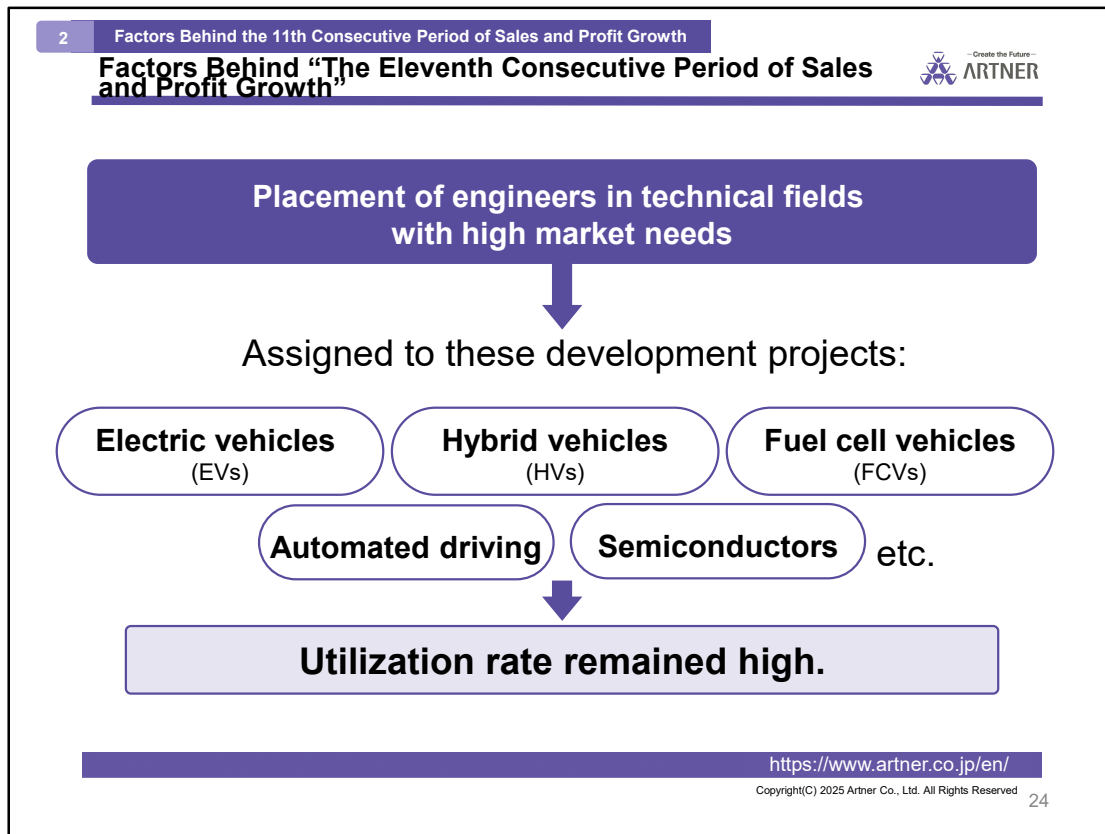 2
Factors Behind the 11th Consecutive Period of Sales and Profit Growth
Factors Behind “The Eleventh Consecutive Period of Sales
and Profit Growth”
–Create the Future–
ARTNER
Placement of engineers in technical fields
with high market needs
Assigned to these development projects:
Electric vehicles
(EVs)
Hybrid vehicles
(HVs)
Fuel cell vehicles
(FCVs)
Automated driving
Semiconductors
etc.
Utilization rate remained high.
https://www.artner.co.jp/en/
Copyright(C) 2025 Artner Co., Ltd. All Rights Reserved
24